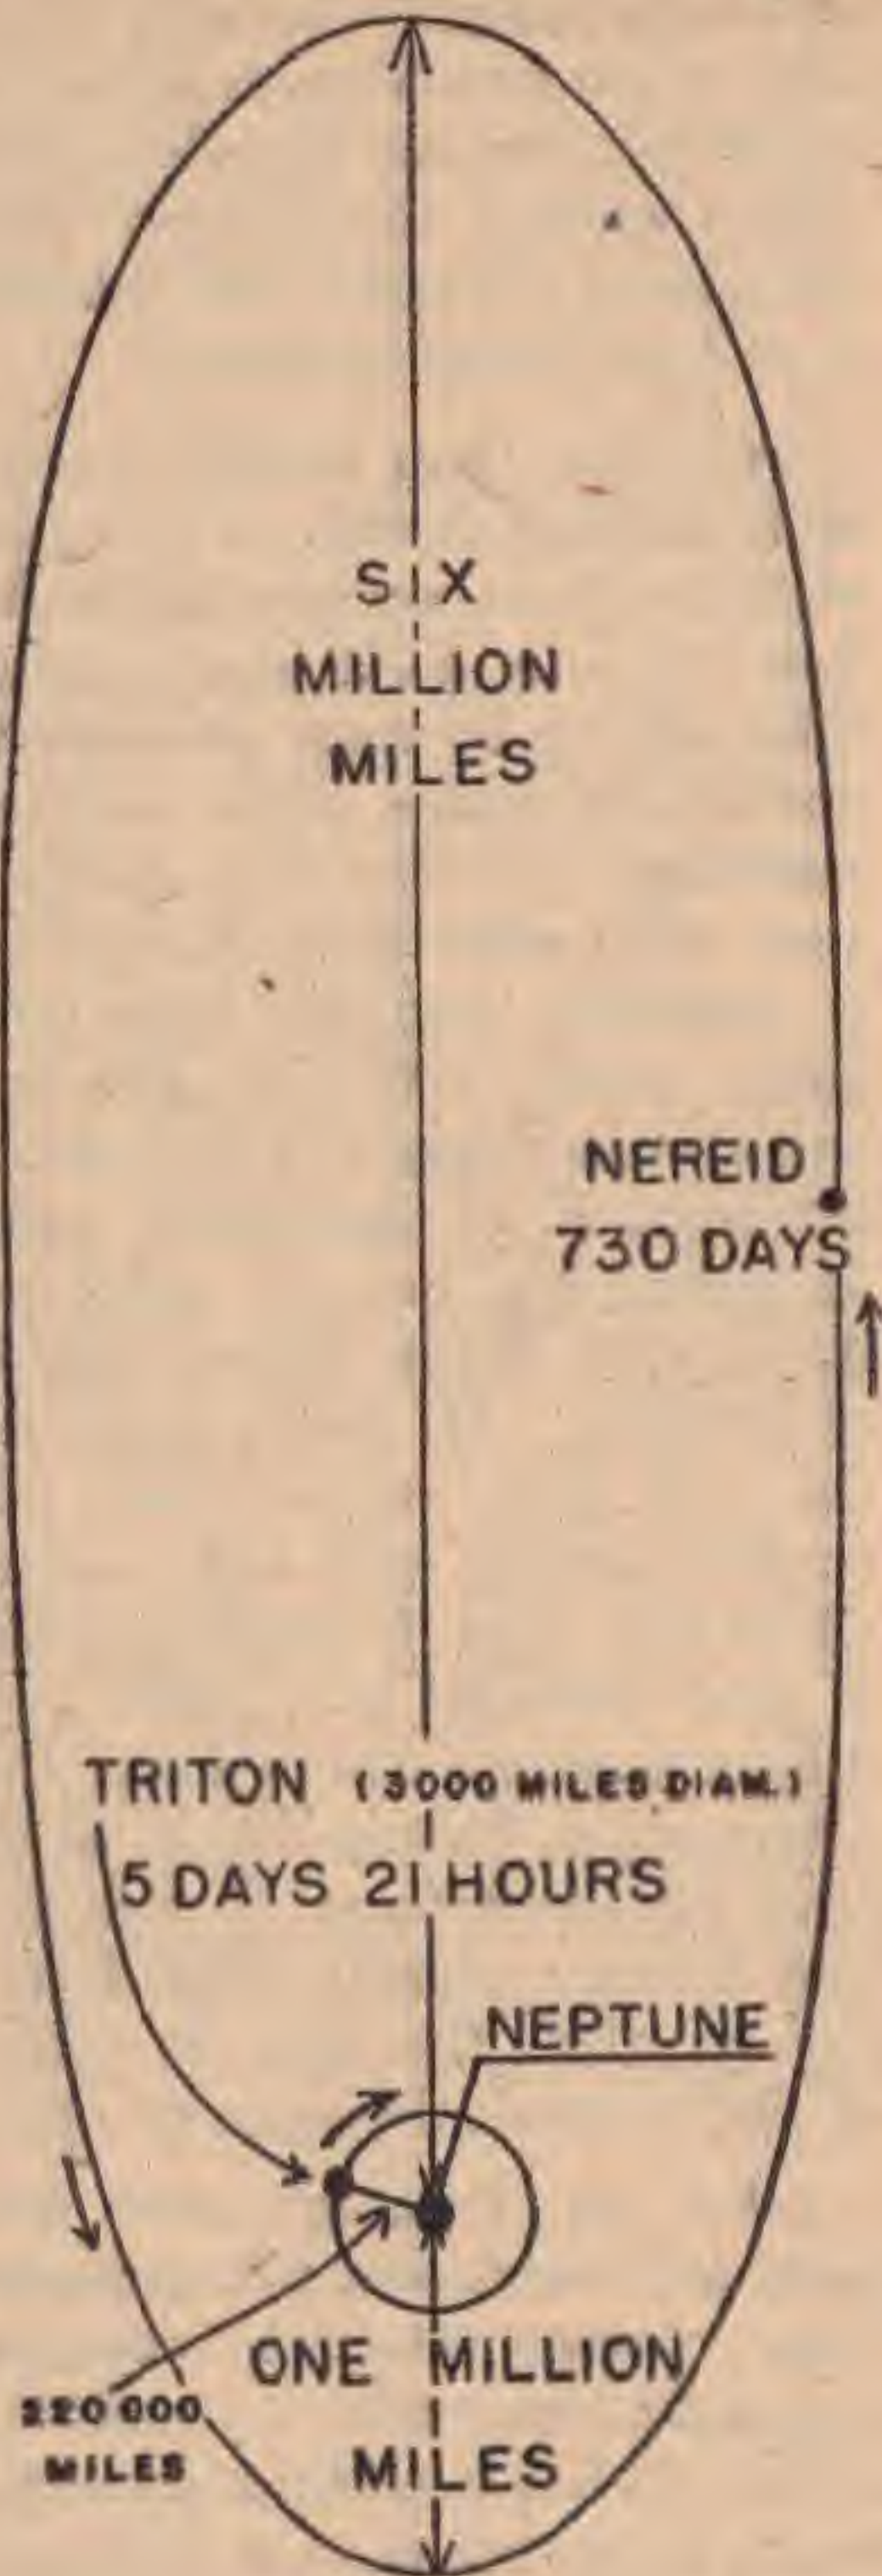 SIX
MILLION
MILES
NEREID
730 DAYS
TRITON (3000 MILES DIAM.)
5 DAYS 21 HOURS
NEPTUNE
ONE MILLION
MILES
220 000
MILES